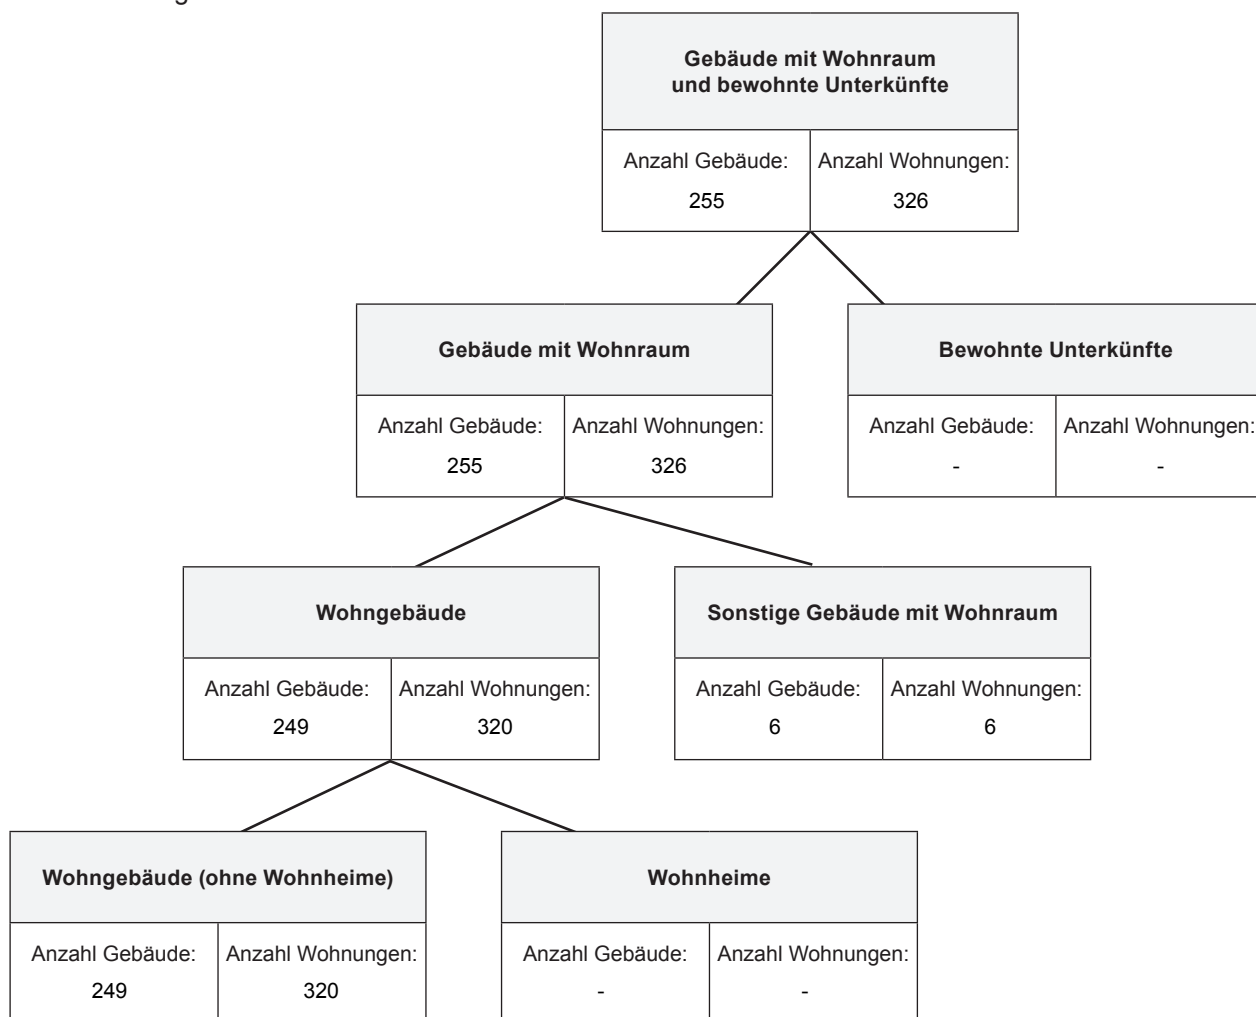 Gebäude mit Wohnraum
und bewohnte Unterkünfte
Anzahl Gebäude: Anzahl Wohnungen:
255 326
Gebäude mit Wohnraum
Anzahl Gebäude: Anzahl Wohnungen:
255 326
Bewohnte Unterkünfte
Anzahl Gebäude: Anzahl Wohnungen:
- -
Wohngebäude
Anzahl Gebäude: Anzahl Wohnungen:
249 320
Sonstige Gebäude mit Wohnraum
Anzahl Gebäude: Anzahl Wohnungen:
6 6
Wohngebäude (ohne Wohnheime)
Anzahl Gebäude: Anzahl Wohnungen:
249 320
Wohnheime
Anzahl Gebäude: Anzahl Wohnungen:
- -